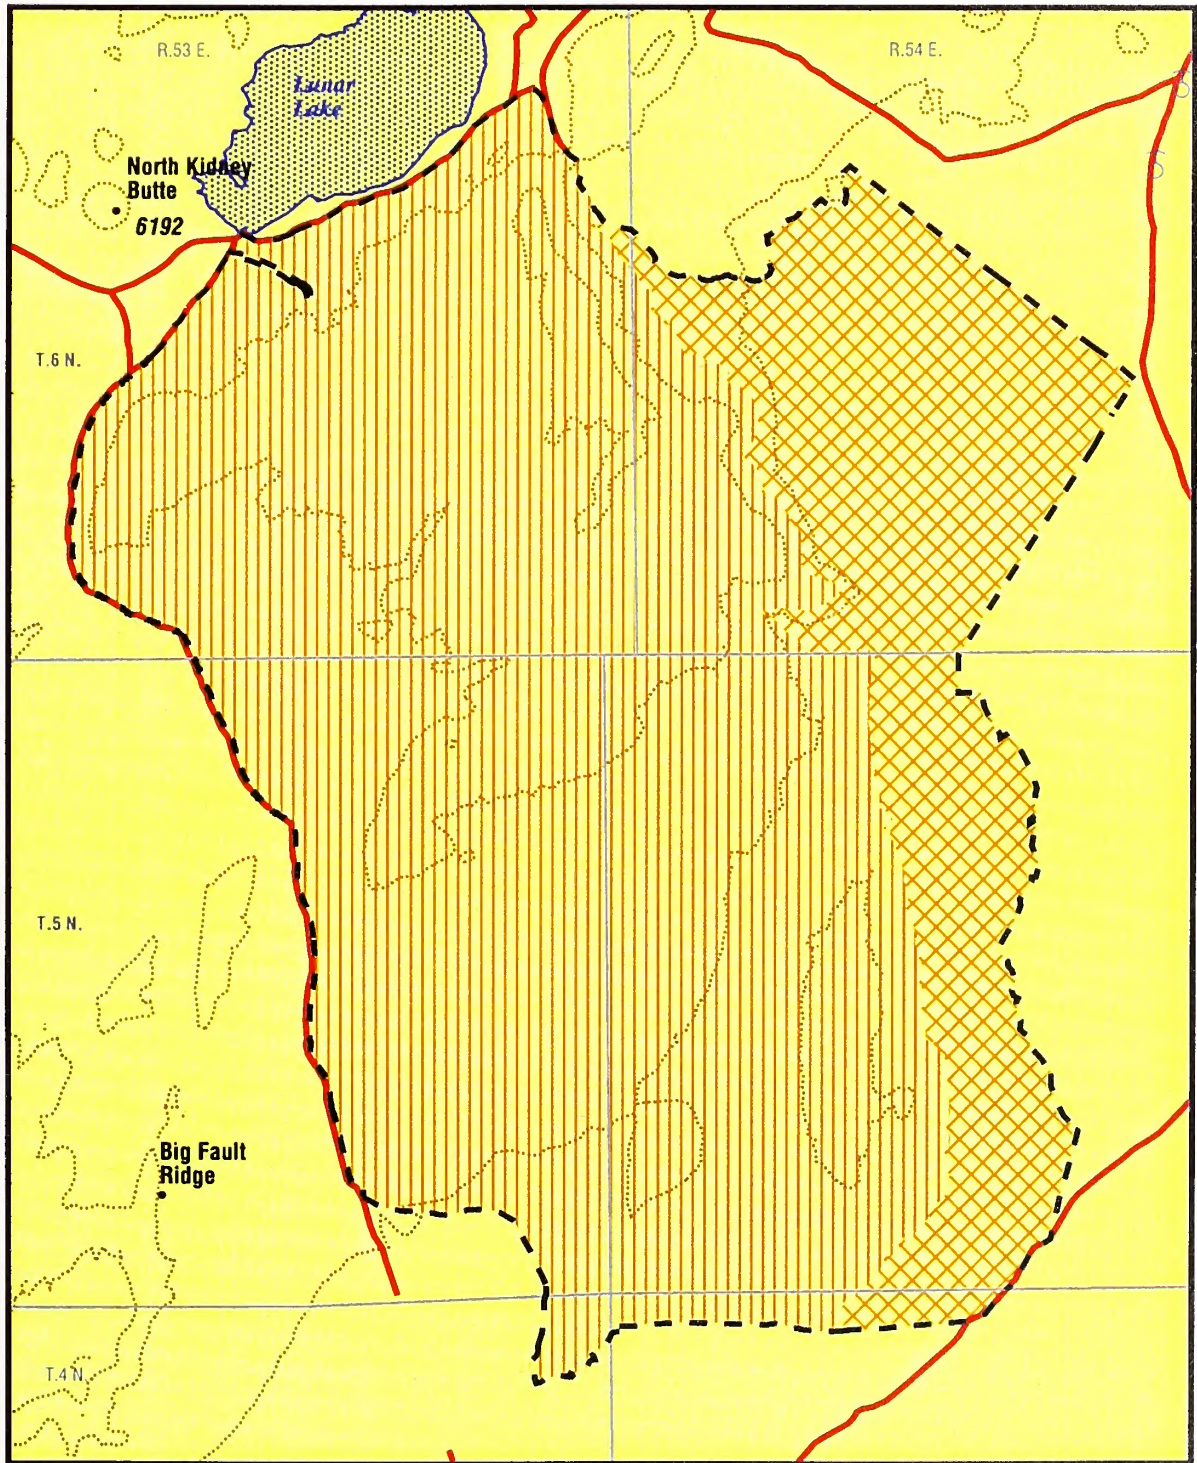 R.53 E.
R.54 E.
Lunar
Lake
North Kidney
Butte
6192
T.6 N.
T.5 N.
Big Fault
Ridge
T.4 N.